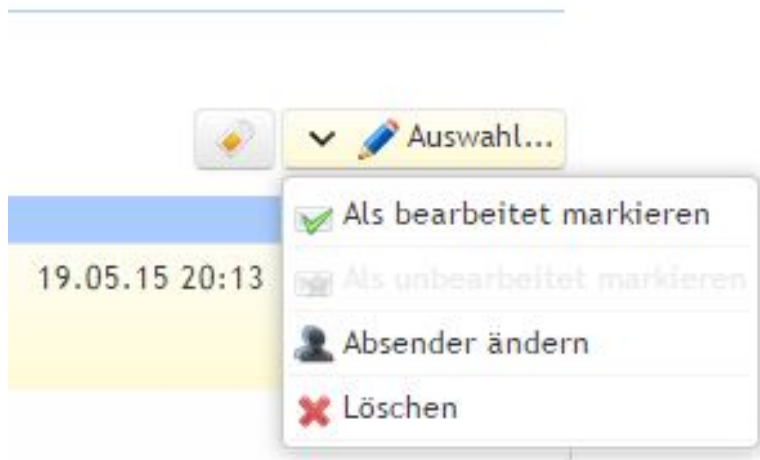 Auswahl...
Als bearbeitet markieren
19.05.15 20:13
Als unbearbeitet markieren
Absender ändern
Löschen